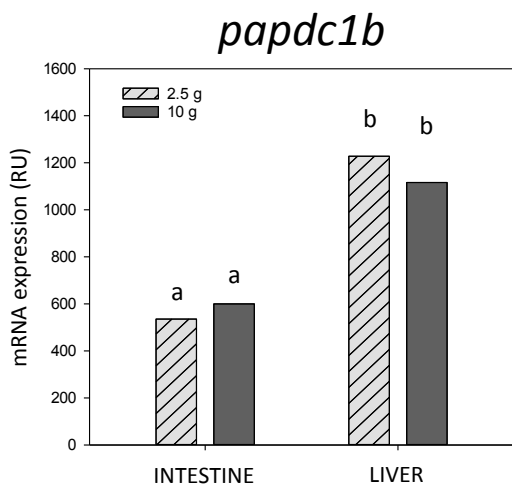 papdc1b
mRNA expression (RU)
1600
1400
1200
1000
800
600
400
200
0
2.5 g
10 g
a
a
b
b
INTESTINE
LIVER